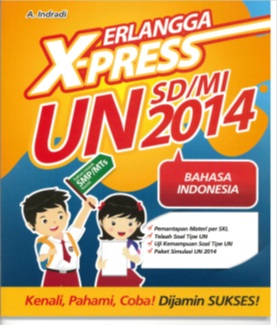 A. Indradi
ERLANGGA
X-PRESS
UN SD/MI
2014
BAHASA
INDONESIA
SMP/MTs
Pemantapan Materi per SKL
Telaah Soal Tipe UN
Uji Kemampuan Soal Tipe UN
Paket Simulasi UN 2014
Kenali, Pahami, Coba! Dijamin SUKSES!